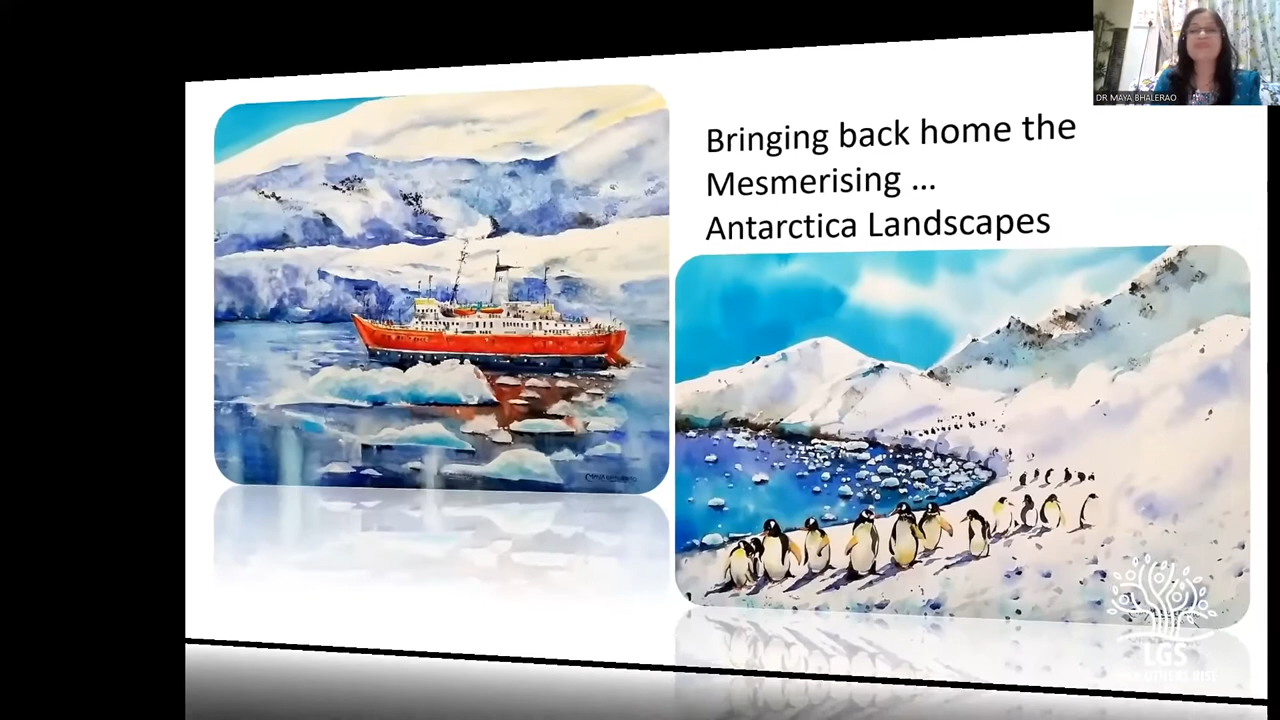 DR MAYA BHALERAO
Bringing back home the
Mesmerising ...
Antarctica Landscapes
LGS